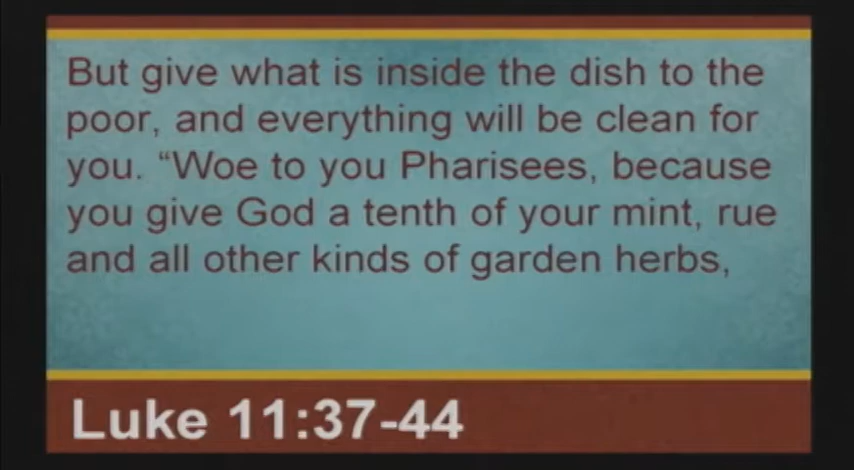 But give what is inside the dish to the
poor, and everything will be clean for
you. “Woe to you Pharisees, because
you give God a tenth of your mint, rue
and all other kinds of garden herbs,
Luke 11:37-44